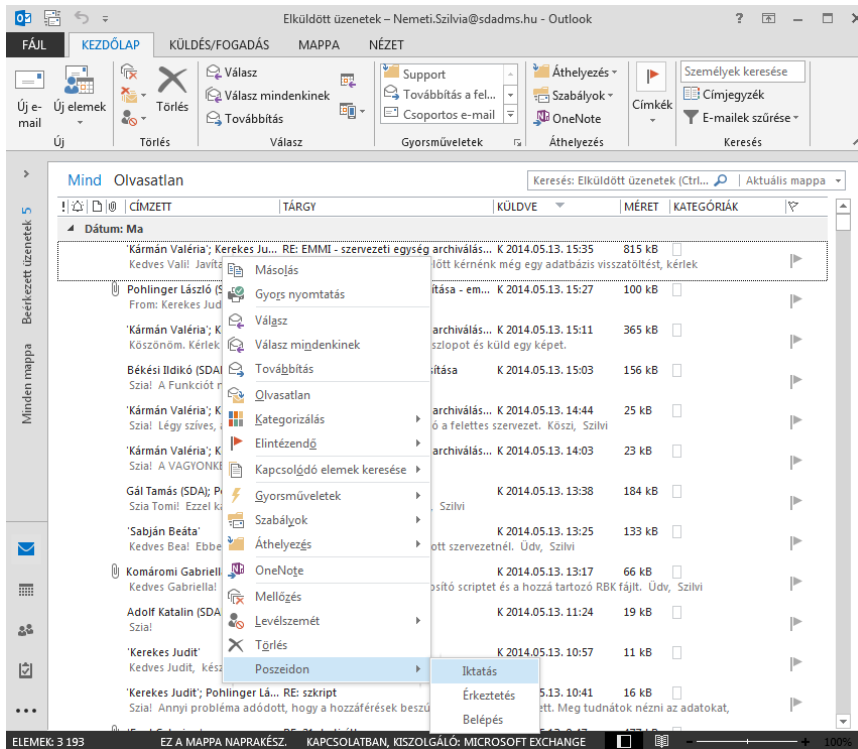 Elküldött üzenetek – Nemeti.Szilvia@sdadms.hu - Outlook
FÁJL KEZDŐLAP KÜLDÉS/FOGADÁS MAPPA NÉZET
Új e-mail
Új elemek
Új
Törlés
Törlés
Válasz
Válasz mindenkinek
Továbbítás
Válasz
Support
Továbbítás a fel...
Csoportos e-mail
Gyorsműveletek
Áthelyezés
Szabályok
OneNote
Áthelyezés
Címkék
Személyek keresése
Címjegyzék
E-mailek szűrése
Keresés
Mind Olvasatlan
Keresés: Elküldött üzenetek (Ctrl... Aktuális mappa
CÍMZETT TÁRGY KÜLDVE MÉRET KATEGÓRIÁK
Dátum: Ma
'Kármán Valéria'; Kerekes Ju... RE: EMMI - szervezeti egység archiválás... K 2014.05.13. 15:35 815 kB
Kedves Vali! Javíta lőtt kérnénk még egy adatbázis visszatöltést, kérlek
Pohlinger László (S ítása - em... K 2014.05.13. 15:27 100 kB
From: Kerekes Jud
'Kármán Valéria'; K archiválás... K 2014.05.13. 15:11 365 kB
Köszönöm. Kérlek szlopot és küld egy képet.
Békési Ildikó (SDA sítása K 2014.05.13. 15:03 156 kB
Szia! A Funkciót
'Kármán Valéria'; K archiválás... K 2014.05.13. 14:44 25 kB
Szia! Légy szíves, ó a felettes szervezet. Köszi, Szilvi
'Kármán Valéria'; K archiválás... K 2014.05.13. 14:03 23 kB
Szia! A VAGYONKE
Gál Tamás (SDA); P K 2014.05.13. 13:38 184 kB
Szia Tomi! Ezzel ka , Szilvi
'Sabján Beáta' K 2014.05.13. 13:25 133 kB
Kedves Bea! Ebbe ott szervezetnél. Üdv, Szilvi
Komáromi Gabriell K 2014.05.13. 13:17 66 kB
Kedves Gabriella! osító scriptet és a hozzá tartozó RBK fájlt. Üdv, Szilvi
Adolf Katalin (SDA K 2014.05.13. 11:24 19 kB
Szia!
'Kerekes Judit' K 2014.05.13. 10:57 11 kB
Kedves Judit, kész
'Kerekes Judit'; Pohlinger Lá... RE: szkript 05.13. 10:41 16 kB
Szia! Annyi probléma adódott, hogy a hozzáférések beszű ett. Meg tudnátok nézni az adatokat,
Másolás
Gyors nyomtatás
Válasz
Válasz mindenkinek
Továbbítás
Olvasatlan
Kategorizálás
Elintézendő
Kapcsolódó elemek keresése
Gyorsműveletek
Szabályok
Áthelyezés
OneNote
Mellőzés
Levélszemét
Törlés
Poszeidon
Iktatás
Érkeztetés
Belépés
Beérkezett üzenetek 5
Minden mappa
ELEMEK: 3 193 EZ A MAPPA NAPRAKÉSZ. KAPCSOLATBAN, KISZOLGÁLÓ: MICROSOFT EXCHANGE 100%